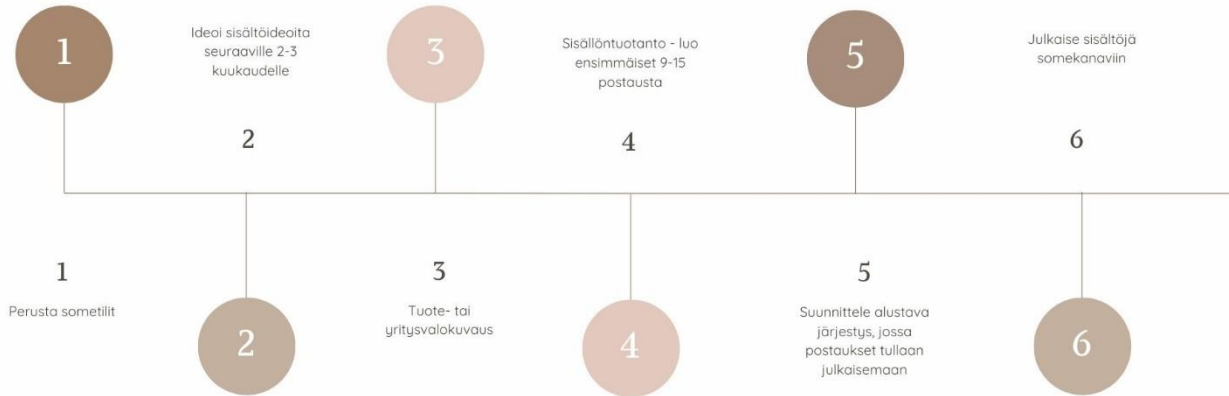 1
Ideoi sisältöideoita
seuraaville 2-3
kuukaudelle
2
3
Sisällöntuotanto - luo
ensimmäiset 9-15
postausta
4
5
Julkaise sisältöjä
somekanaviin
6
1
Perusta sometilit
2
3
Tuote- tai
yritysvalokuvaus
4
5
Suunnittele alustava
järjestys, jossa
postaukset tullaan
julkaisemaan
6